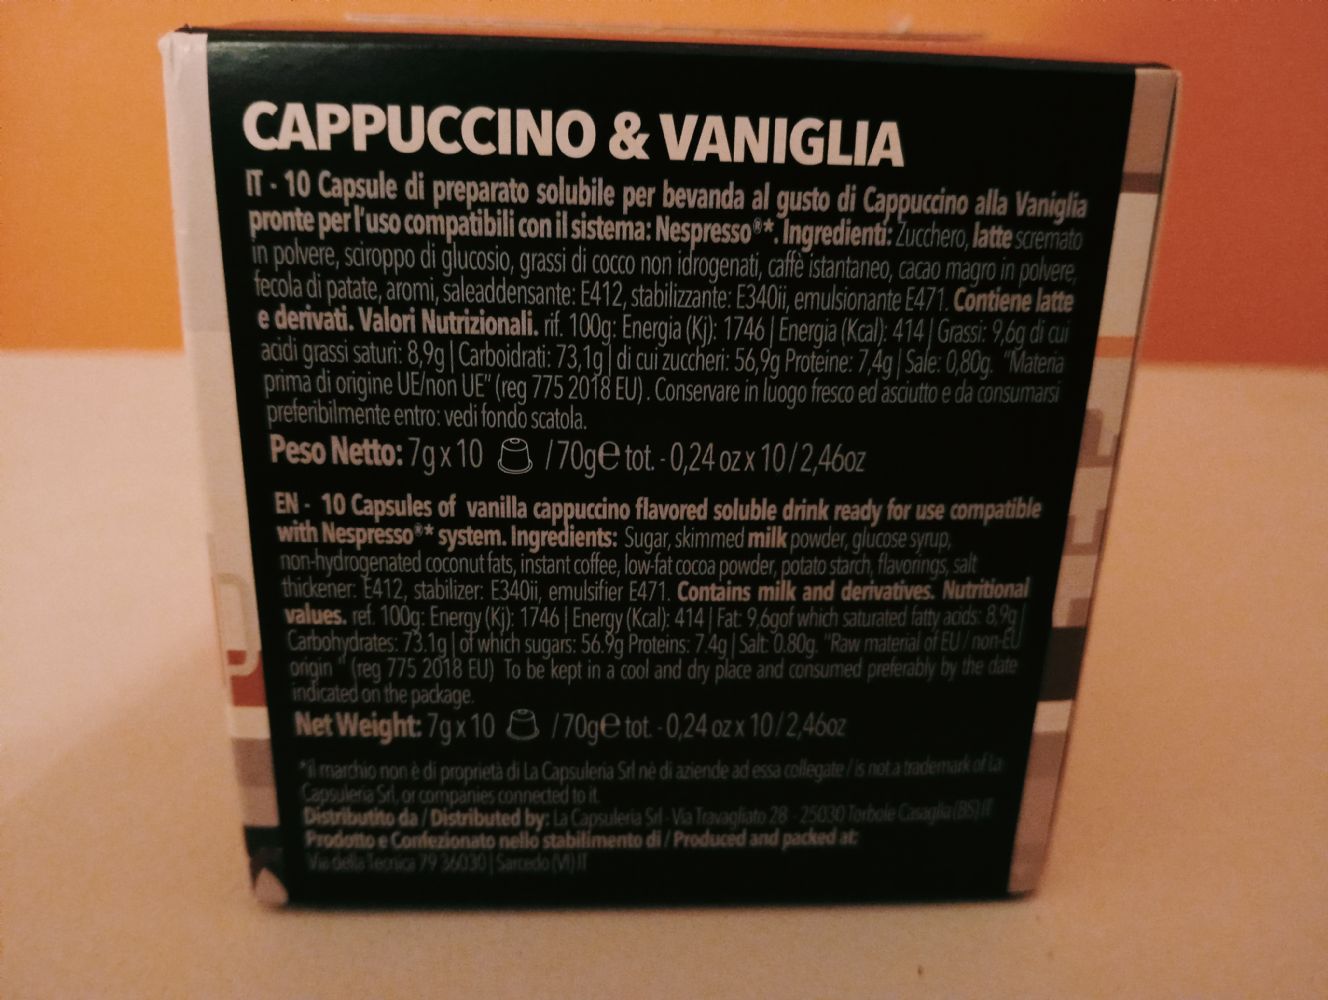 CAPPUCCINO & VANIGLIA
IT - 10 Capsule di preparato solubile per bevanda al gusto di Cappuccino alla Vaniglia
pronte per l'uso compatibili con il sistema: Nespresso®*. Ingredienti: Zucchero, latte scremato
in polvere, sciroppo di glucosio, grassi di cocco non idrogenati, caffè istantaneo, cacao magro in polvere,
fecola di patate, aromi, saleaddensante: E412, stabilizzante: E340ii, emulsionante E471. Contiene latte
e derivati. Valori Nutrizionali. rif. 100g: Energia (Kj): 1746 | Energia (Kcal): 414 | Grassi: 9,6g di cui
acidi grassi saturi: 8,9g | Carboidrati: 73,1g | di cui zuccheri: 56,9g Proteine: 7,4g | Sale: 0,80g. "Materia
prima di origine UE/non UE" (reg 775 2018 EU). Conservare in luogo fresco ed asciutto e da consumarsi
preferibilmente entro: vedi fondo scatola.
Peso Netto: 7g x 10 /70g℮ tot. - 0,24 oz x 10/2,46oz
EN - 10 Capsules of vanilla cappuccino flavored soluble drink ready for use compatible
with Nespresso®* system. Ingredients: Sugar, skimmed milk powder, glucose syrup,
non-hydrogenated coconut fats, instant coffee, low-fat cocoa powder, potato starch, flavorings, salt
thickener: E412, stabilizer: E340ii, emulsifier E471. Contains milk and derivatives. Nutritional
values. ref. 100g: Energy (Kj): 1746 | Energy (Kcal): 414 | Fat: 9,6gof which saturated fatty acids: 8,9g |
Carbohydrates: 73.1g | of which sugars: 56.9g Proteins: 7.4g | Salt: 0.80g. "Raw material of EU / non-EU
origin " (reg 775 2018 EU) To be kept in a cool and dry place and consumed preferably by the date
indicated on the package.
Net Weight: 7g x 10 /70g℮ tot. - 0,24 oz x 10/2,46oz
*il marchio non è di proprietà di La Capsuleria Srl nè di aziende ad essa collegate / is not a trademark of La
Capsuleria Srl, or companies connected to it.
Distribuitito da / Distributed by: La Capsuleria Srl - Via Travagliato 28 - 25030 Torbole Casaglia (BS) IT
Prodotto e Confezionato nello stabilimento di / Produced and packed at:
Via della Tecnica 79 36030 | Sarcedo (VI) IT